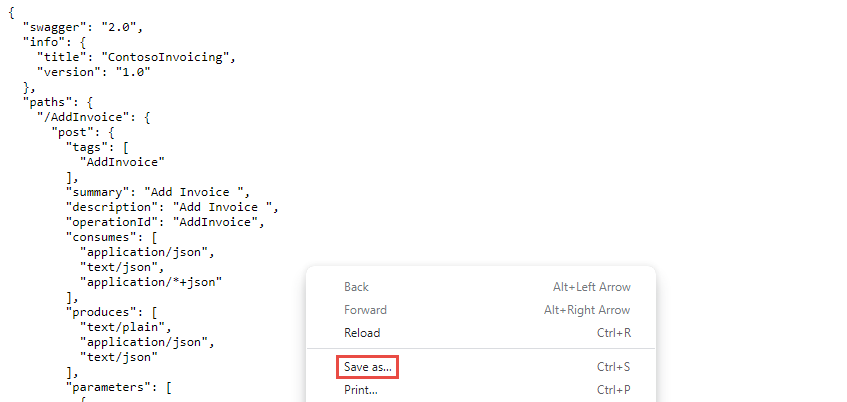 {
  "swagger": "2.0",
  "info": {
    "title": "ContosoInvoicing",
    "version": "1.0"
  },
  "paths": {
    "/AddInvoice": {
      "post": {
        "tags": [
          "AddInvoice"
        ],
        "summary": "Add Invoice ",
        "description": "Add Invoice ",
        "operationId": "AddInvoice",
        "consumes": [
          "application/json",
          "text/json",
          "application/*+json"
        ],
        "produces": [
          "text/plain",
          "application/json",
          "text/json"
        ],
        "parameters": [
          {
Back Alt+Left Arrow
Forward Alt+Right Arrow
Reload Ctrl+R
Save as... Ctrl+S
Print... Ctrl+P